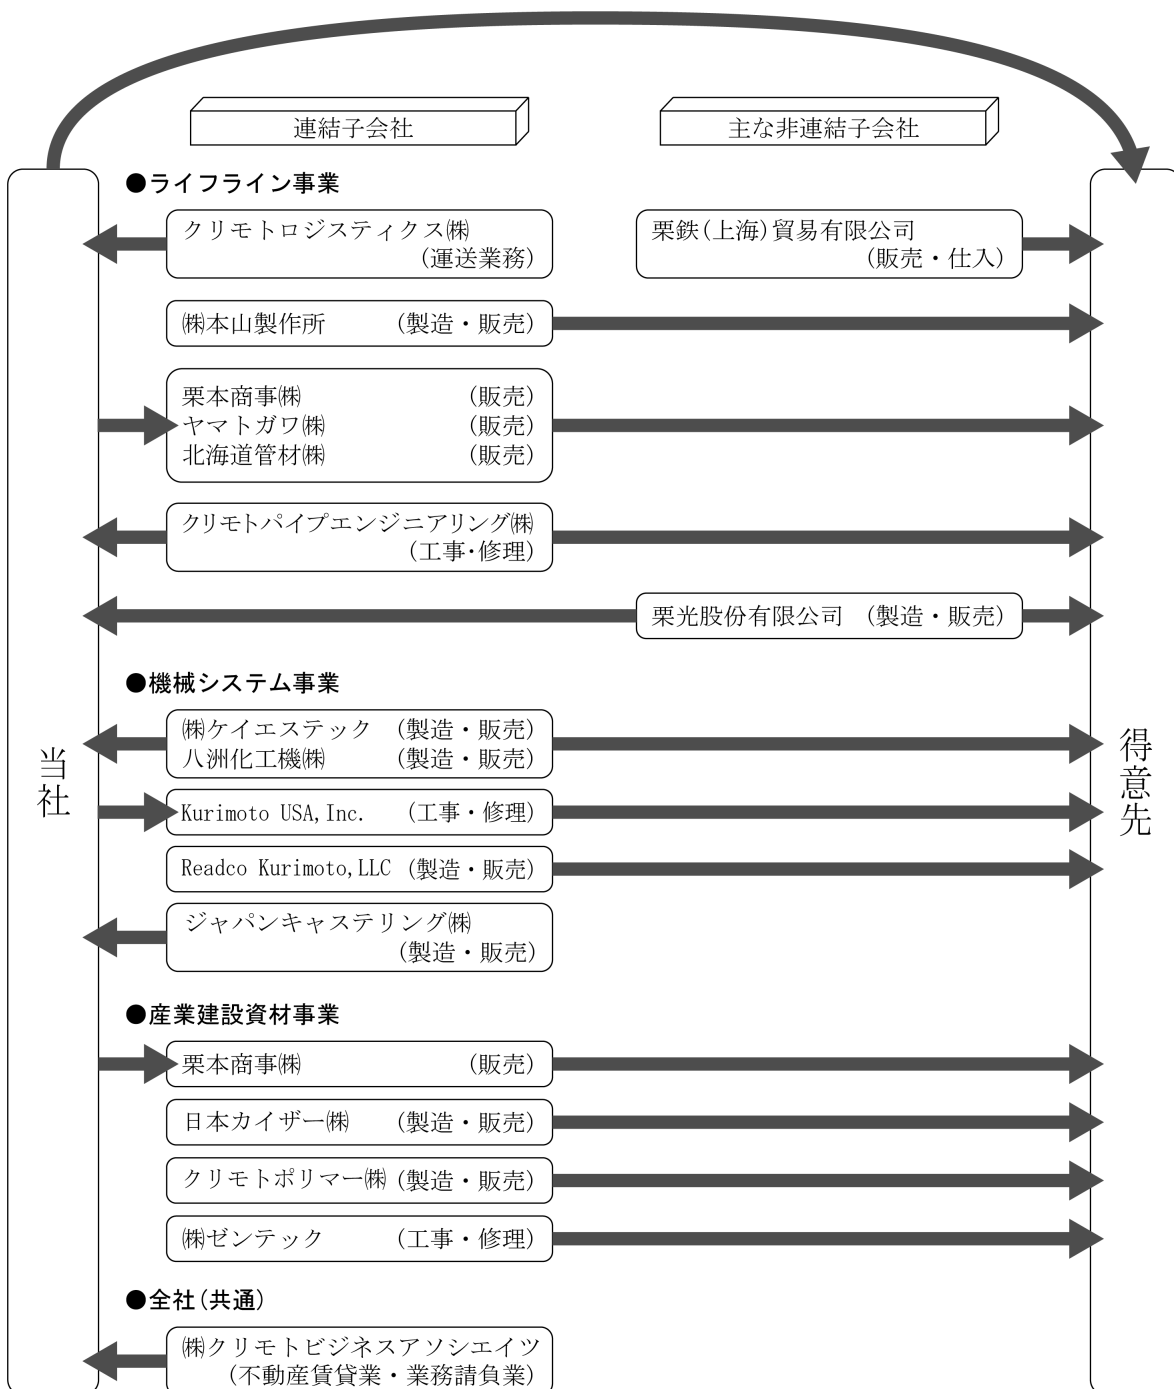 連結子会社
主な非連結子会社
●ライフライン事業
クリモトロジスティクス㈱
(運送業務)
栗鉄(上海)貿易有限公司
(販売・仕入)
㈱本山製作所 (製造・販売)
栗本商事㈱ (販売)
ヤマトガワ㈱ (販売)
北海道管材㈱ (販売)
クリモトパイプエンジニアリング㈱
(工事・修理)
栗光股份有限公司 (製造・販売)
●機械システム事業
㈱ケイエステック (製造・販売)
八洲化工機㈱ (製造・販売)
Kurimoto USA,Inc. (工事・修理)
Readco Kurimoto,LLC (製造・販売)
ジャパンキャステリング㈱
(製造・販売)
●産業建設資材事業
栗本商事㈱ (販売)
日本カイザー㈱ (製造・販売)
クリモトポリマー㈱ (製造・販売)
㈱ゼンテック (工事・修理)
●全社(共通)
㈱クリモトビジネスアソシエイツ
(不動産賃貸業・業務請負業)
当社
得意先